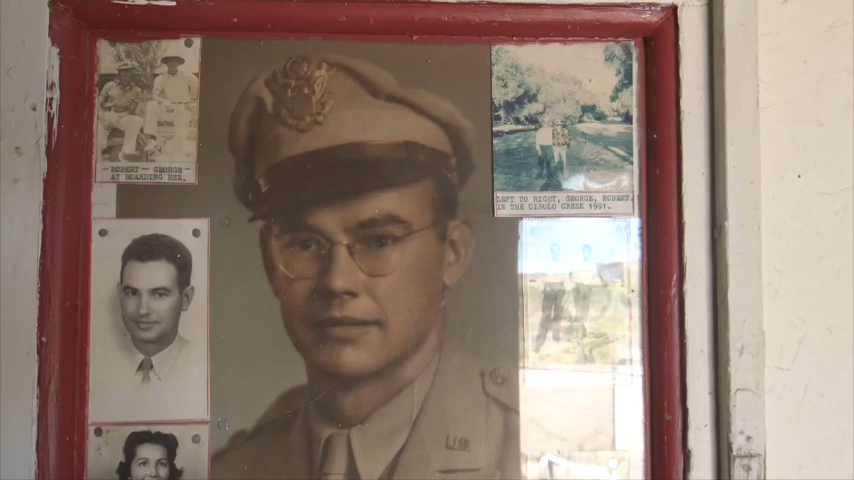 - ROBERT - GEORGE -
AT BOARDING HSE.
LEFT TO RIGHT, GEORGE, ROBERT,
IN THE CIBOLO CREEK 1991.
U.S.